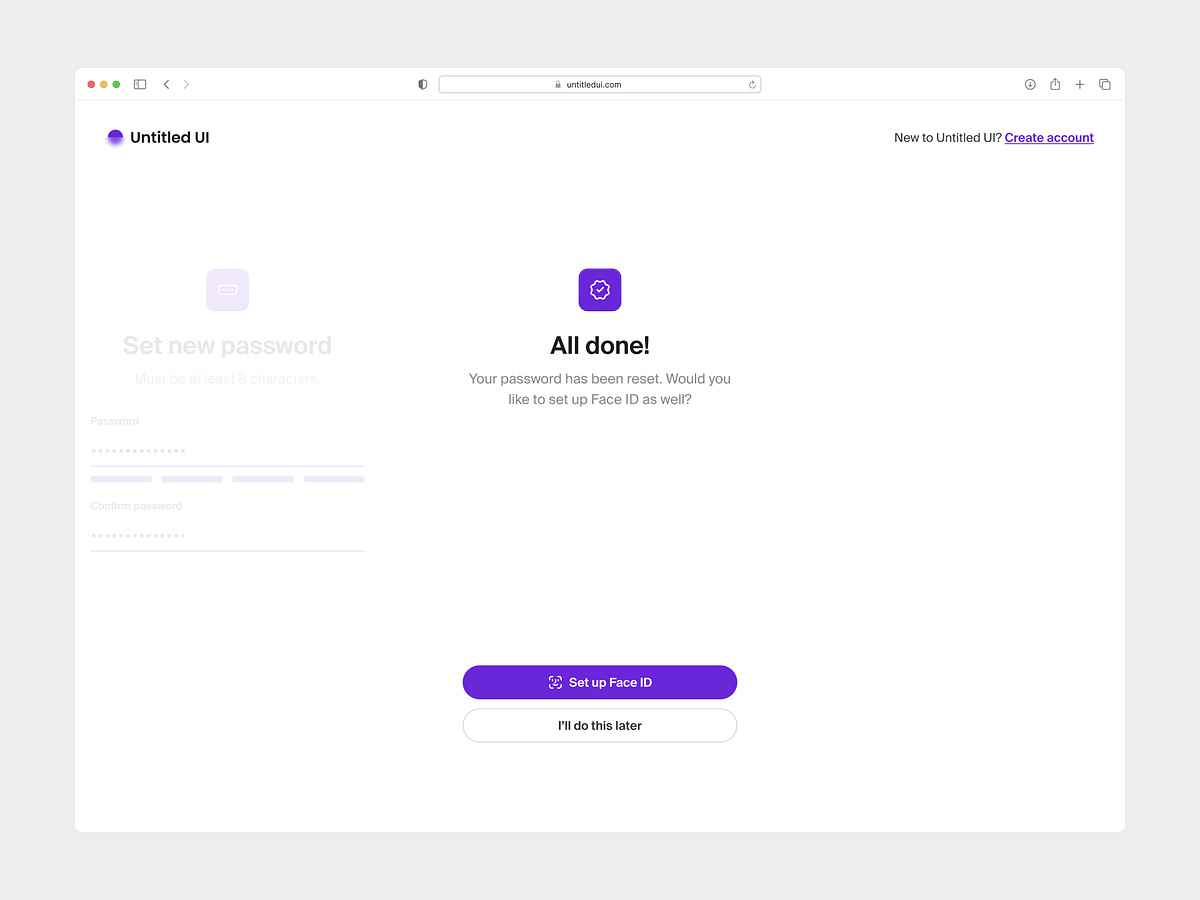 untitledui.com
Untitled UI
New to Untitled UI? Create account
Set new password
Must be at least 8 characters.
Password
Confirm password
All done!
Your password has been reset. Would you
like to set up Face ID as well?
Set up Face ID
I'll do this later